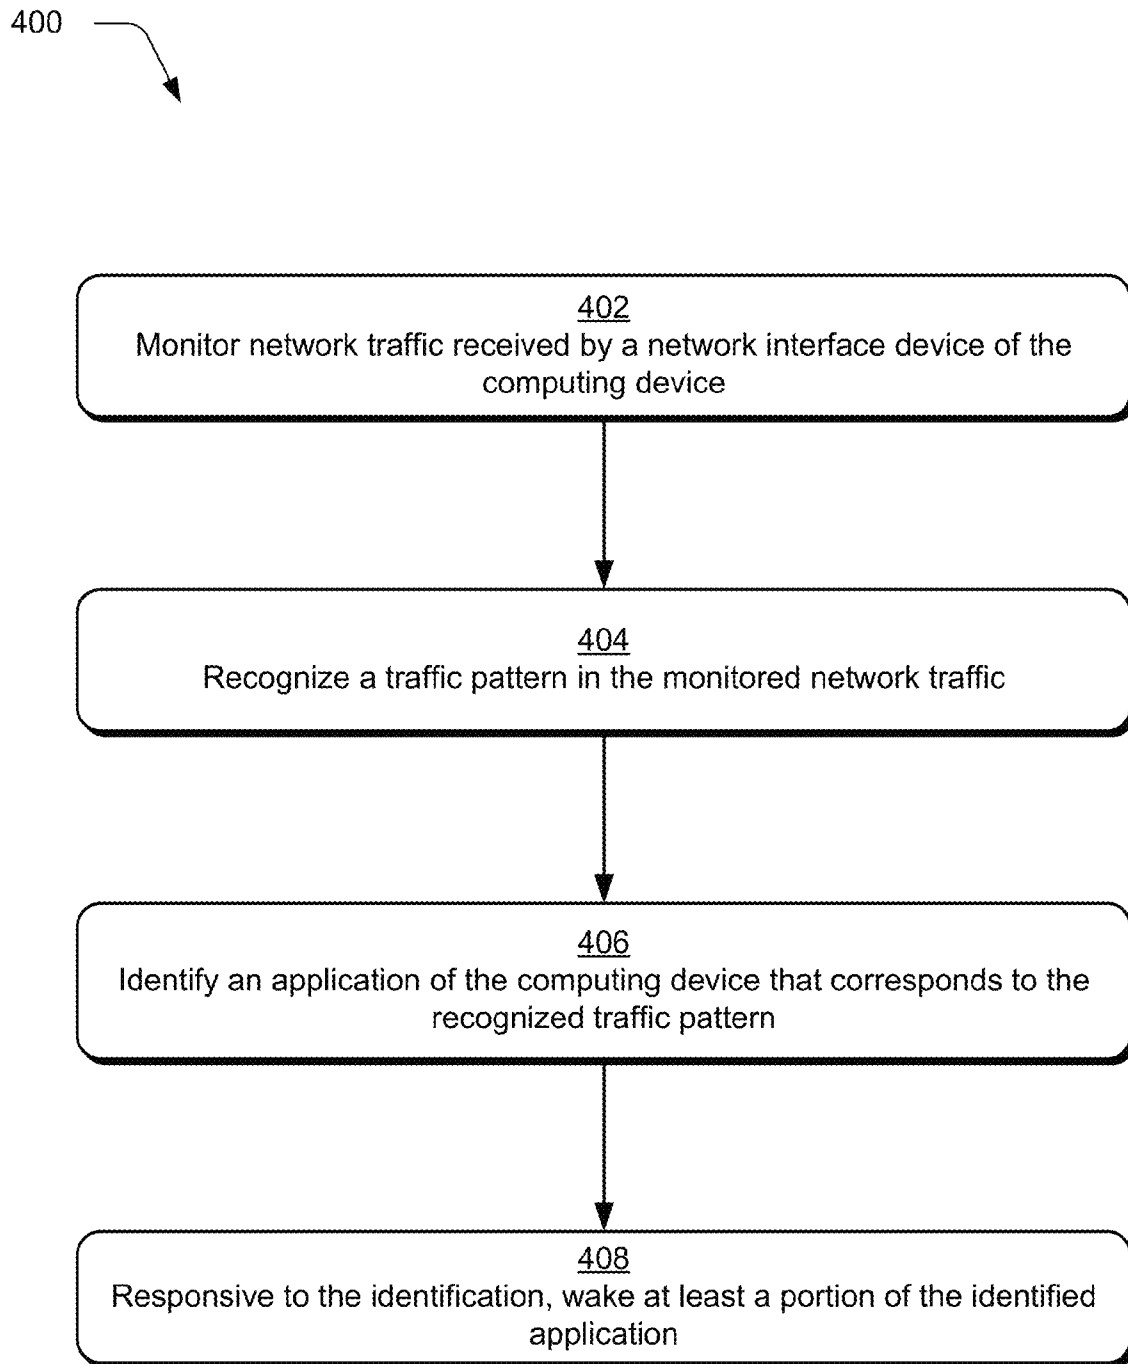 400
402
Monitor network traffic received by a network interface device of the
computing device
404
Recognize a traffic pattern in the monitored network traffic
406
Identify an application of the computing device that corresponds to the
recognized traffic pattern
408
Responsive to the identification, wake at least a portion of the identified
application